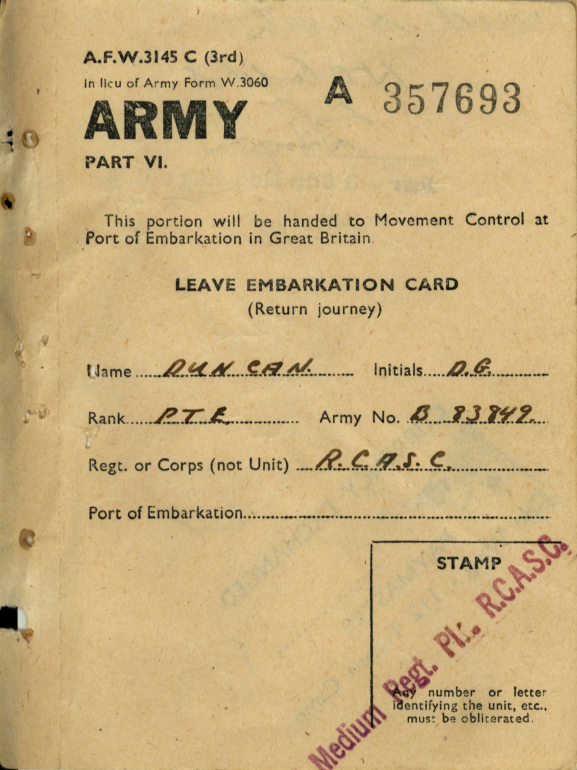 A.F.W.3145 C (3rd)
In lieu of Army Form W.3060
A 357693
ARMY
PART VI.
This portion will be handed to Movement Control at
Port of Embarkation in Great Britain.
LEAVE EMBARKATION CARD
(Return journey)
Name DUNCAN. Initials D.G.
Rank PTE Army No. B 83849
Regt. or Corps (not Unit) R.C.A.S.C.
Port of Embarkation
STAMP
Medium Regt. Pl. R.C.A.S.C.
Any number or letter
identifying the unit, etc.,
must be obliterated.